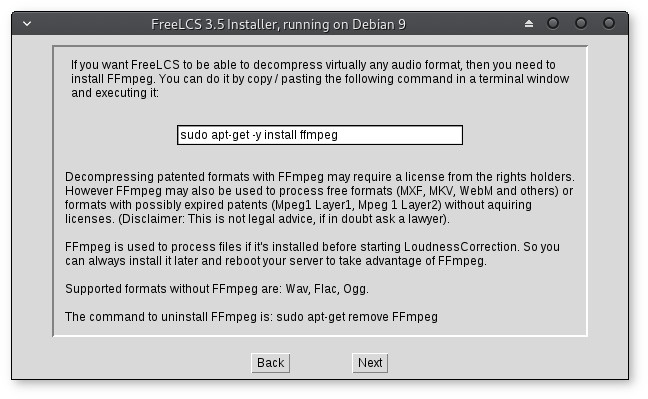 FreeLCS 3.5 Installer, running on Debian 9
If you want FreeLCS to be able to decompress virtually any audio format, then you need to
install FFmpeg. You can do it by copy / pasting the following command in a terminal window
and executing it:
sudo apt-get -y install ffmpeg
Decompressing patented formats with FFmpeg may require a license from the rights holders.
However FFmpeg may also be used to process free formats (MXF, MKV, WebM and others) or
formats with possibly expired patents (Mpeg1 Layer1, Mpeg 1 Layer2) without aquiring
licenses. (Disclaimer: This is not legal advice, if in doubt ask a lawyer).
FFmpeg is used to process files if it's installed before starting LoudnessCorrection. So you
can always install it later and reboot your server to take advantage of FFmpeg.
Supported formats without FFmpeg are: Wav, Flac, Ogg.
The command to uninstall FFmpeg is: sudo apt-get remove FFmpeg
Back Next